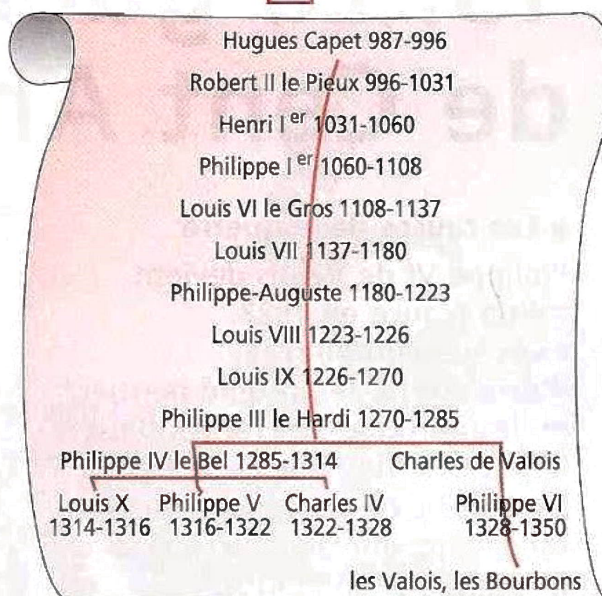 Hugues Capet 987-996
Robert II le Pieux 996-1031
Henri I er 1031-1060
Philippe I er 1060-1108
Louis VI le Gros 1108-1137
Louis VII 1137-1180
Philippe-Auguste 1180-1223
Louis VIII 1223-1226
Louis IX 1226-1270
Philippe III le Hardi 1270-1285
Philippe IV le Bel 1285-1314 Charles de Valois
Louis X Philippe V Charles IV Philippe VI
1314-1316 1316-1322 1322-1328 1328-1350
les Valois, les Bourbons